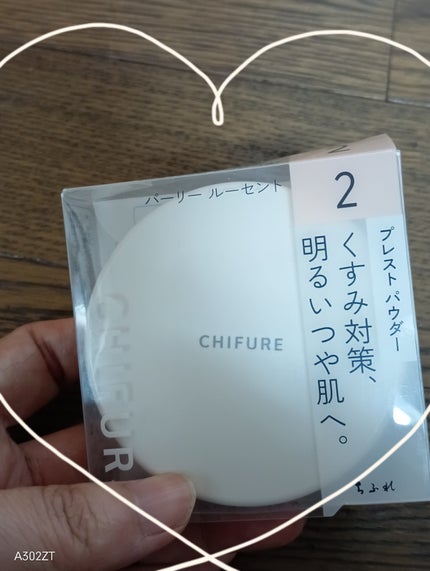 パーリー ルーセント
2
プレスト パウダー
くすみ対策、
明るいつや肌へ。
CHIFURE
CHIFUR
ちふれ
A302ZT